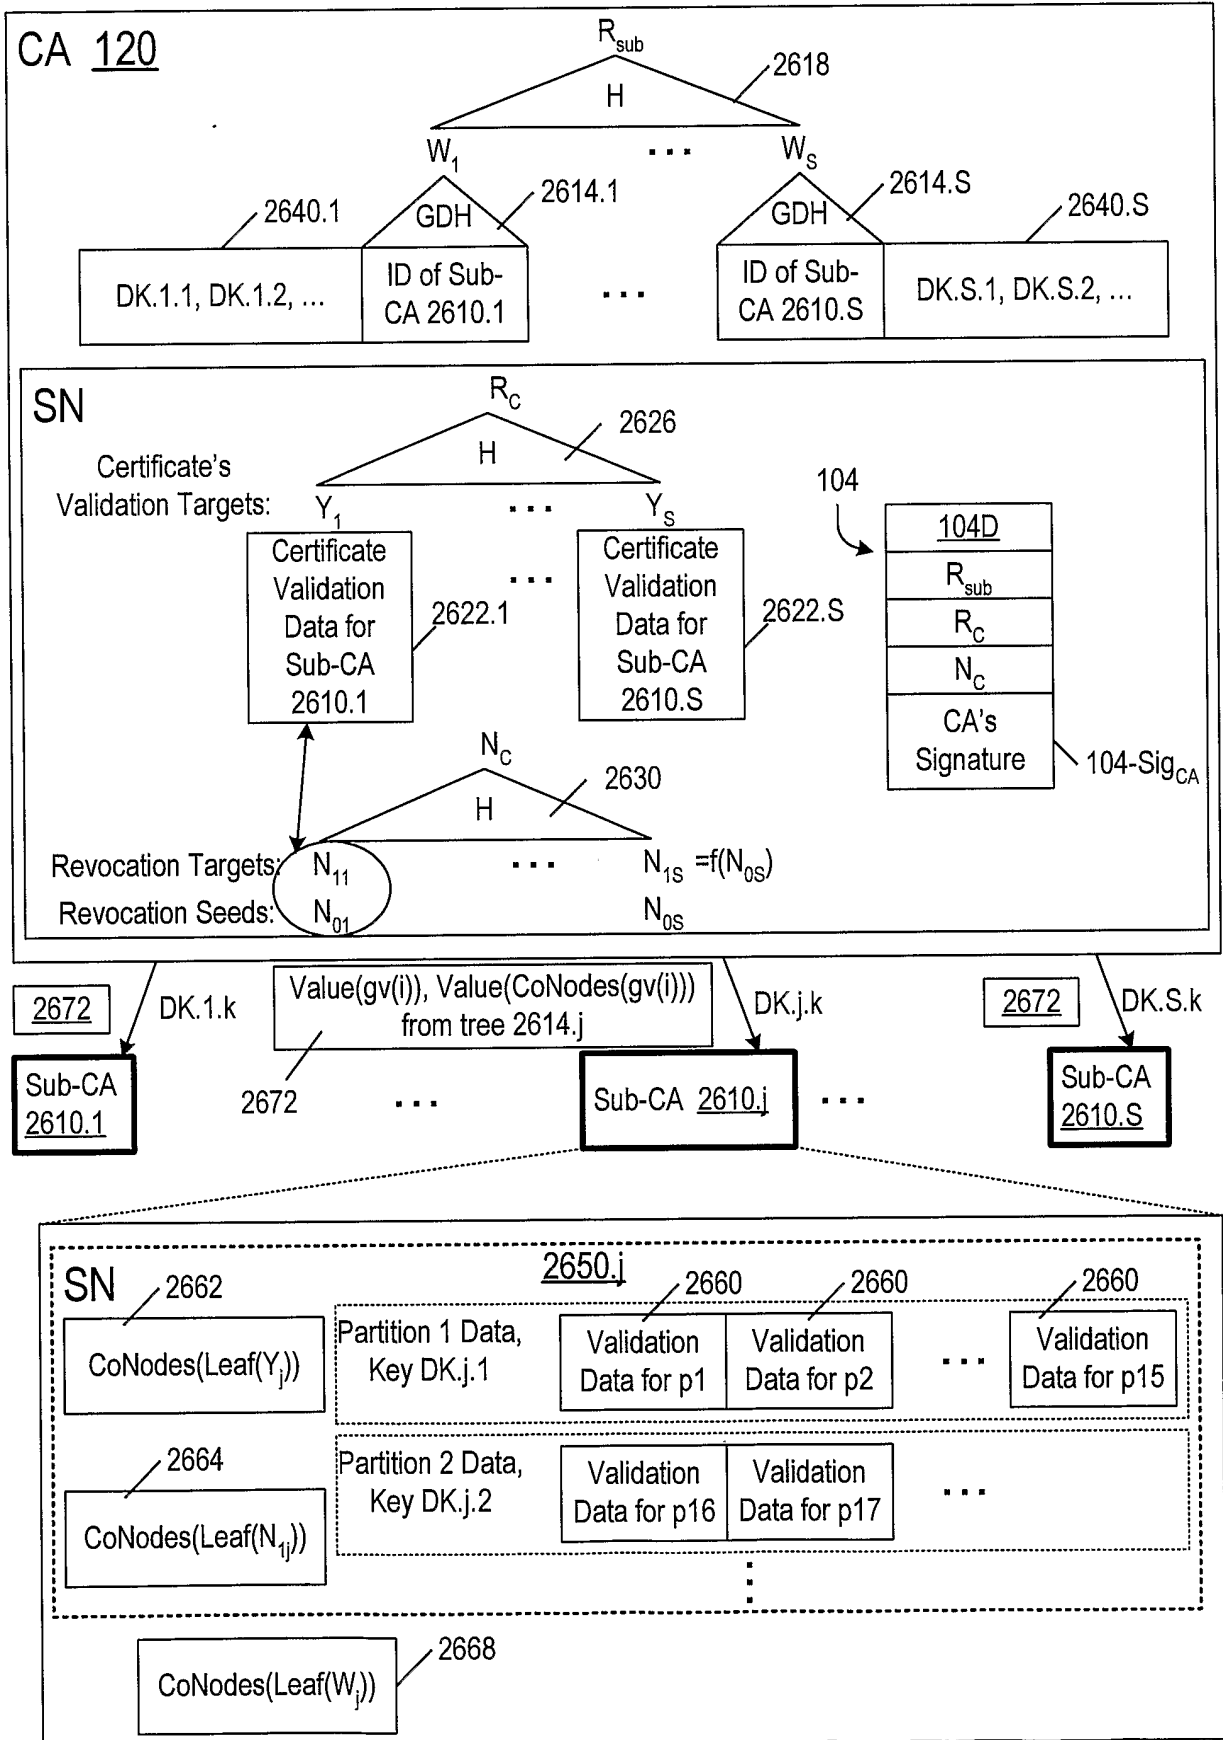 CA 120
R_sub
2618
H
W_1 ... W_S
2614.1
2614.S
2640.1
GDH
GDH
2640.S
DK.1.1, DK.1.2, ...
ID of Sub-
CA 2610.1
...
ID of Sub-
CA 2610.S
DK.S.1, DK.S.2, ...
SN
R_C
2626
H
Certificate's
Validation Targets:
Y_1 ... Y_S
Certificate
Validation
Data for
Sub-CA
2610.1
2622.1
...
Certificate
Validation
Data for
Sub-CA
2610.S
2622.S
104
104D
R_sub
R_C
N_C
CA's
Signature
104-Sig_CA
N_C
2630
H
Revocation Targets: N_11 ... N_1S =f(N_0S)
Revocation Seeds: N_01 N_0S
2672
DK.1.k
Value(gv(i)), Value(CoNodes(gv(i)))
from tree 2614.j
DK.j.k
2672
DK.S.k
Sub-CA
2610.1
2672
...
Sub-CA 2610.j
...
Sub-CA
2610.S
SN
2650.j
2662
2660
2660
2660
CoNodes(Leaf(Y_j))
Partition 1 Data,
Key DK.j.1
Validation
Data for p1
Validation
Data for p2
...
Validation
Data for p15
2664
CoNodes(Leaf(N_1j))
Partition 2 Data,
Key DK.j.2
Validation
Data for p16
Validation
Data for p17
...
2668
CoNodes(Leaf(W_j))